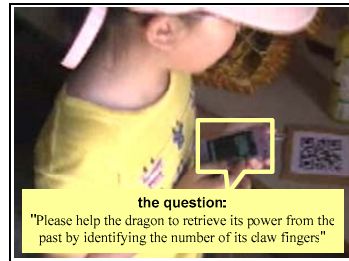 the question:
"Please help the dragon to retrieve its power from the
past by identifying the number of its claw fingers"